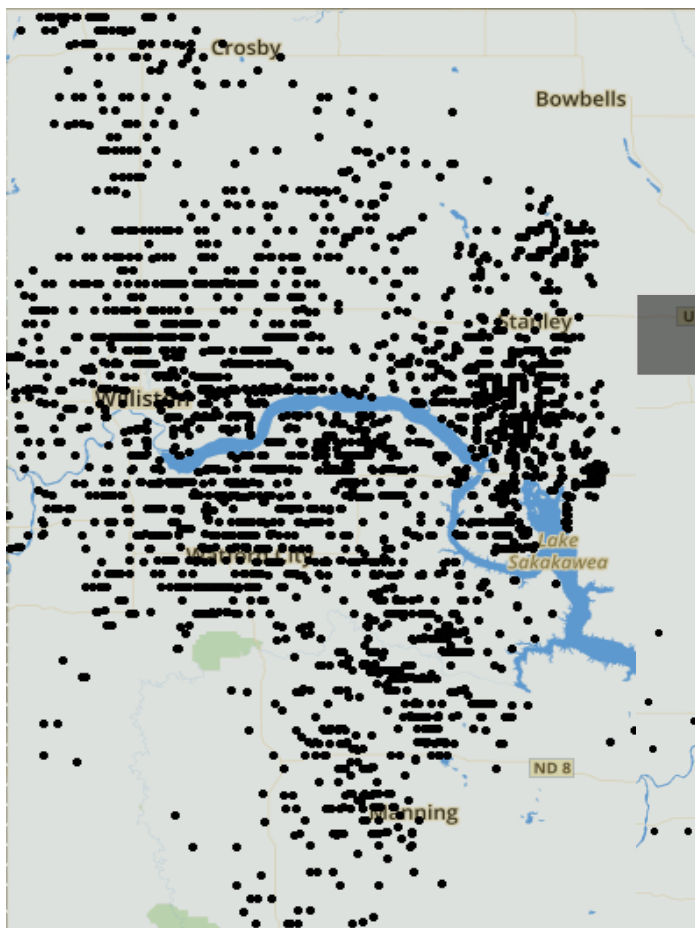 Crosby
Bowbells
Stanley
U
Williston
Watford City
Lake
Sakakawea
ND 8
Manning